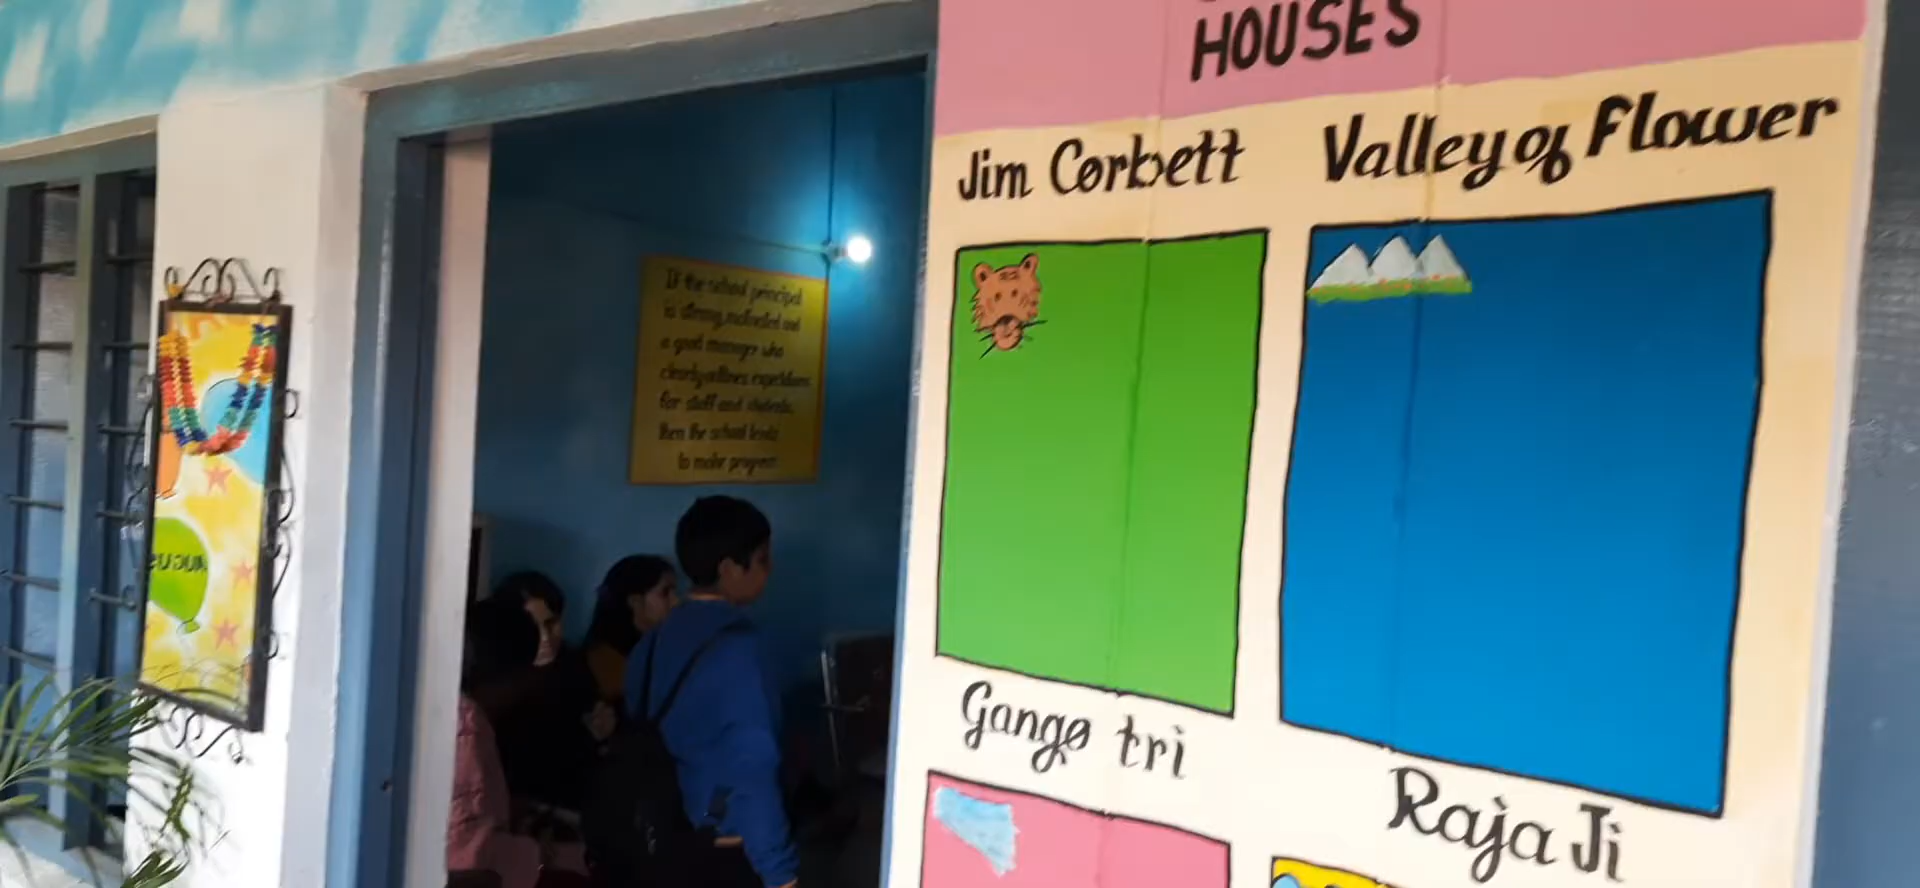 HOUSES
Jim Corbett
Valley of Flower
Gango tri
Raja Ji
If the school principal
is strong, motivated and
a good manager who
clearly outlines expectations
for staff and students,
then the school tends
to make progress